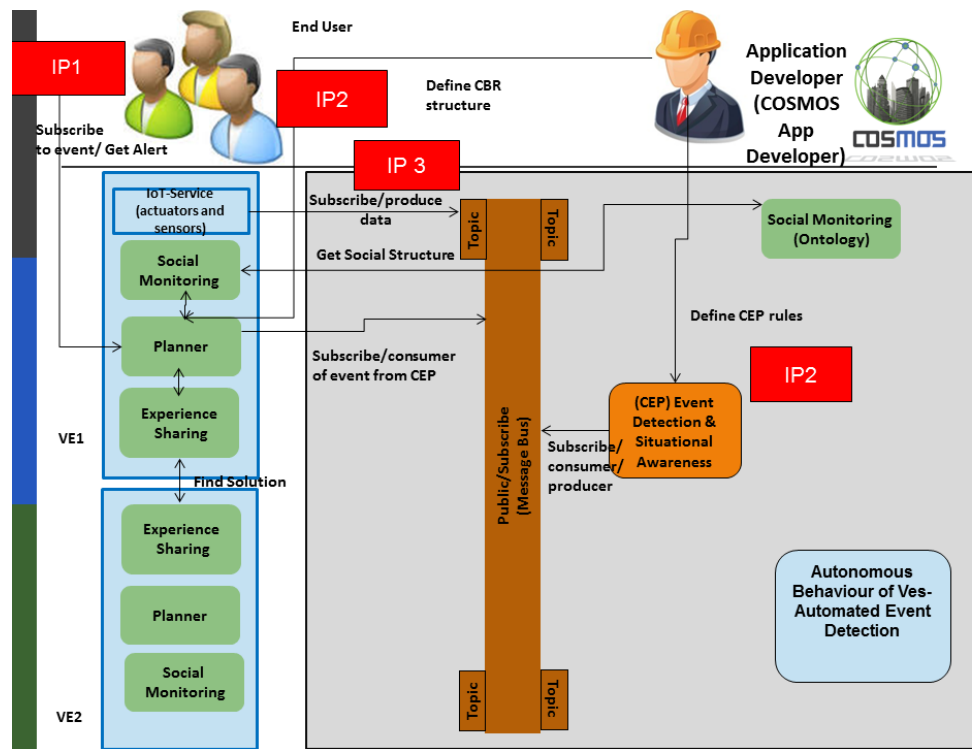 End User
IP1
IP2
Define CBR
structure
Application
Developer
(COSMOS
App
Developer)
COSMOS
Subscribe
to event/ Get Alert
IP 3
IoT-Service
(actuators and
sensors)
Subscribe/produce
data
Topic
Topic
Social Monitoring
(Ontology)
Social
Monitoring
Get Social Structure
Define CEP rules
Planner
Subscribe/consumer
of event from CEP
IP2
Experience
Sharing
(CEP) Event
Detection &
Situational
Awareness
VE1
Subscribe/
consumer/
producer
Public/Subscribe
(Message Bus)
Find Solution
Experience
Sharing
Planner
Autonomous
Behaviour of Ves-
Automated Event
Detection
Social
Monitoring
Topic
Topic
VE2